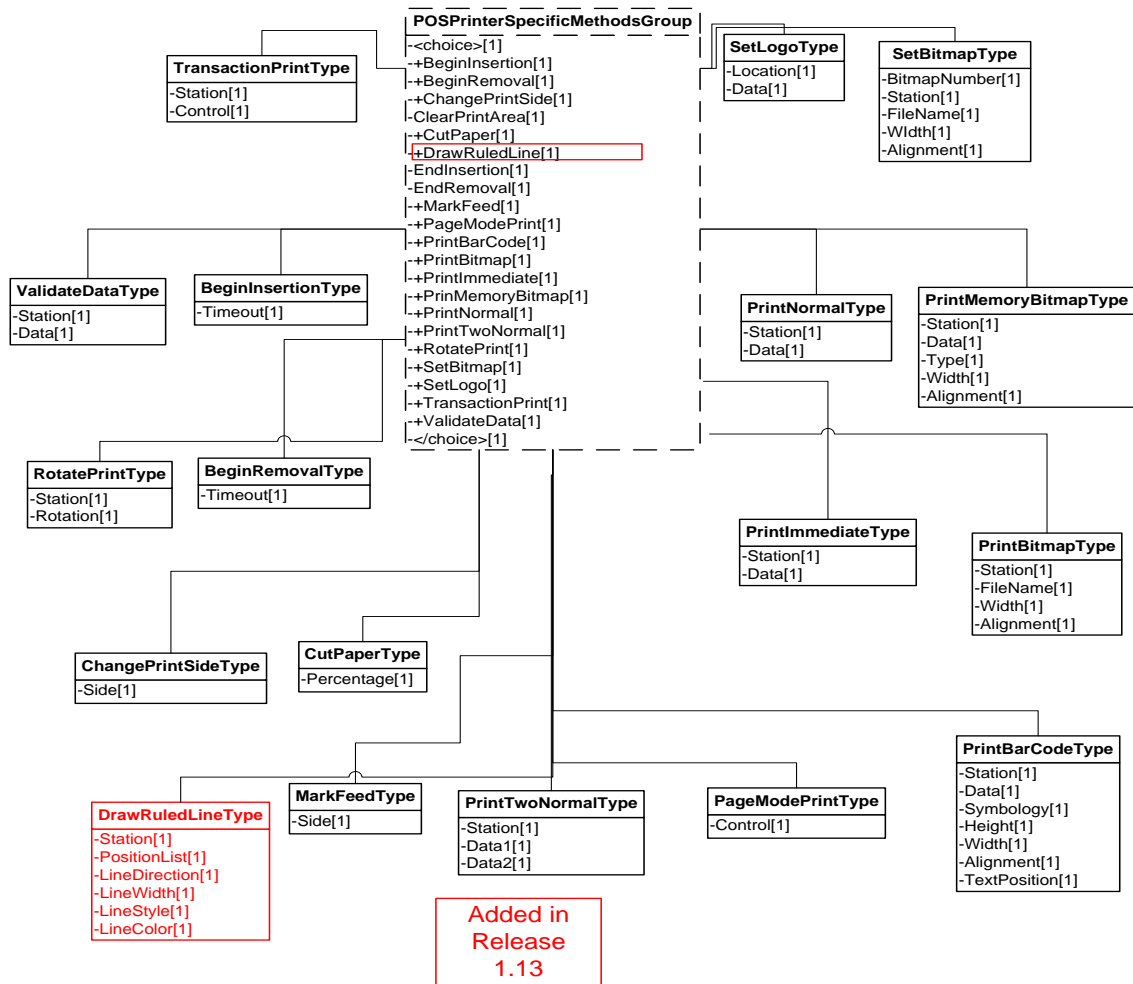 POSPrinterSpecificMethodsGroup
-<choice>[1]
-+BeginInsertion[1]
-+BeginRemoval[1]
-+ChangePrintSide[1]
-ClearPrintArea[1]
-+CutPaper[1]
-+DrawRuledLine[1]
-EndInsertion[1]
-EndRemoval[1]
-+MarkFeed[1]
-+PageModePrint[1]
-+PrintBarCode[1]
-+PrintBitmap[1]
-+PrintImmediate[1]
-+PrinMemoryBitmap[1]
-+PrintNormal[1]
-+PrintTwoNormal[1]
-+RotatePrint[1]
-+SetBitmap[1]
-+SetLogo[1]
-+TransactionPrint[1]
-+ValidateData[1]
-</choice>[1]
TransactionPrintType
-Station[1]
-Control[1]
SetLogoType
-Location[1]
-Data[1]
SetBitmapType
-BitmapNumber[1]
-Station[1]
-FileName[1]
-WIdth[1]
-Alignment[1]
ValidateDataType
-Station[1]
-Data[1]
BeginInsertionType
-Timeout[1]
PrintNormalType
-Station[1]
-Data[1]
PrintMemoryBitmapType
-Station[1]
-Data[1]
-Type[1]
-Width[1]
-Alignment[1]
RotatePrintType
-Station[1]
-Rotation[1]
BeginRemovalType
-Timeout[1]
PrintImmediateType
-Station[1]
-Data[1]
PrintBitmapType
-Station[1]
-FileName[1]
-Width[1]
-Alignment[1]
ChangePrintSideType
-Side[1]
CutPaperType
-Percentage[1]
DrawRuledLineType
-Station[1]
-PositionList[1]
-LineDirection[1]
-LineWidth[1]
-LineStyle[1]
-LineColor[1]
MarkFeedType
-Side[1]
PrintTwoNormalType
-Station[1]
-Data1[1]
-Data2[1]
PageModePrintType
-Control[1]
PrintBarCodeType
-Station[1]
-Data[1]
-Symbology[1]
-Height[1]
-Width[1]
-Alignment[1]
-TextPosition[1]
Added in
Release
1.13